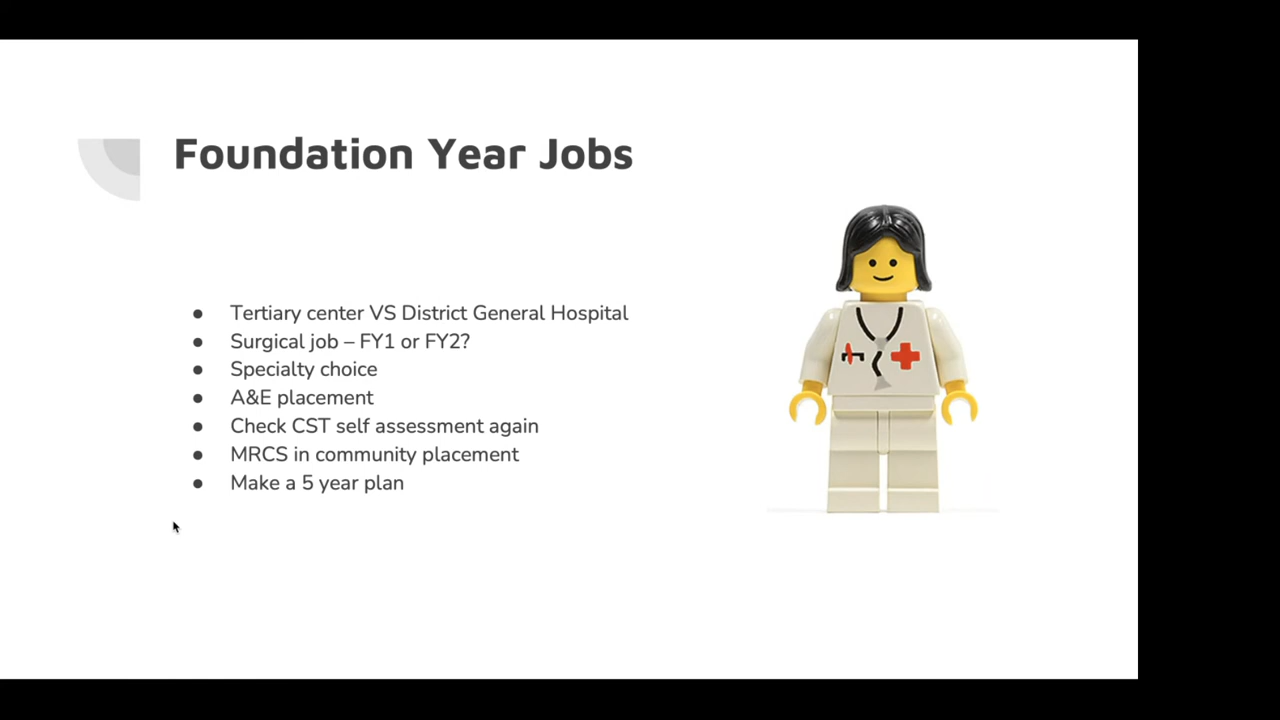 Foundation Year Jobs
● Tertiary center VS District General Hospital
● Surgical job – FY1 or FY2?
● Specialty choice
● A&E placement
● Check CST self assessment again
● MRCS in community placement
● Make a 5 year plan